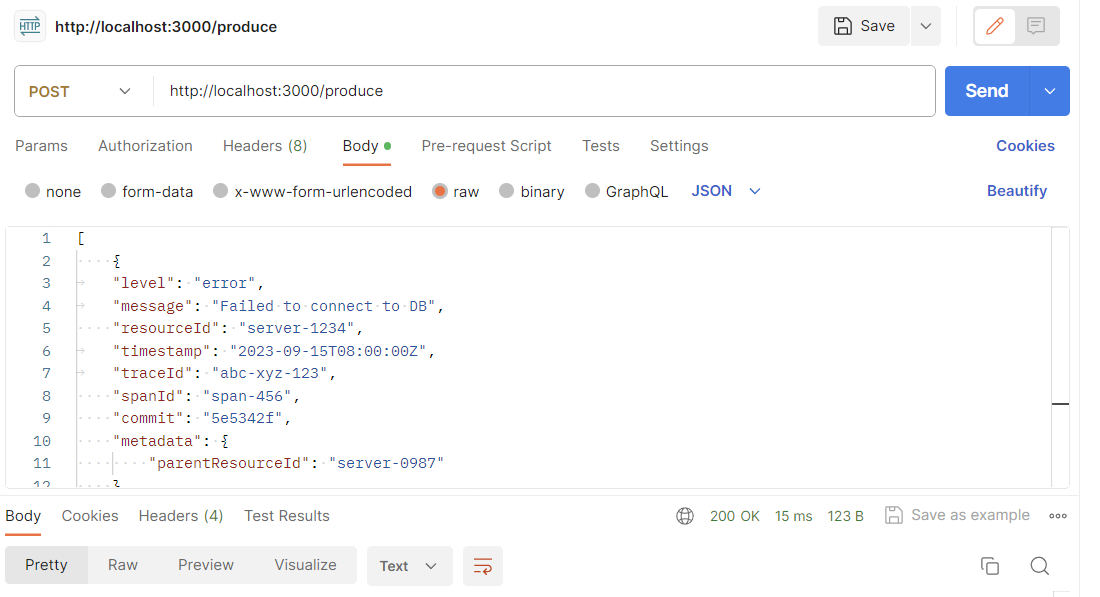 HTTP http://localhost:3000/produce Save
POST http://localhost:3000/produce Send
Params Authorization Headers (8) Body Pre-request Script Tests Settings Cookies
none form-data x-www-form-urlencoded raw binary GraphQL JSON Beautify
1 [
2 {
3 "level": "error",
4 "message": "Failed to connect to DB",
5 "resourceId": "server-1234",
6 "timestamp": "2023-09-15T08:00:00Z",
7 "traceId": "abc-xyz-123",
8 "spanId": "span-456",
9 "commit": "5e5342f",
10 "metadata": {
11 "parentResourceId": "server-0987"
12 }
Body Cookies Headers (4) Test Results 200 OK 15 ms 123 B Save as example
Pretty Raw Preview Visualize Text